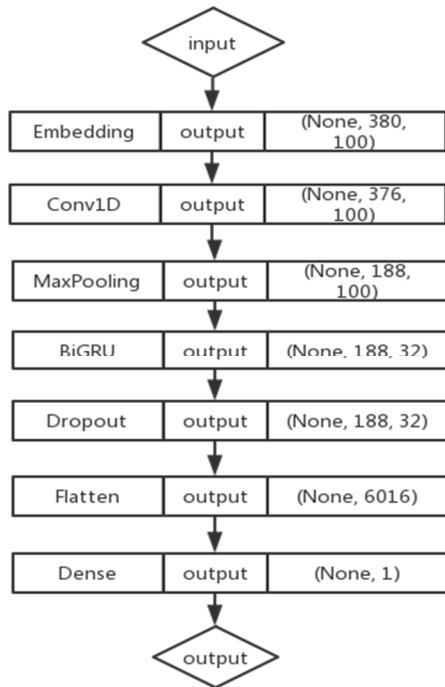 input
Embedding output (None, 380,
100)
Conv1D output (None, 376,
100)
MaxPooling output (None, 188,
100)
BiGRU output (None, 188, 32)
Dropout output (None, 188, 32)
Flatten output (None, 6016)
Dense output (None, 1)
output